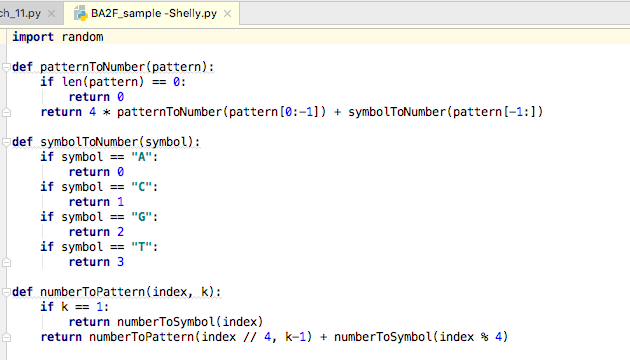 ch_11.py
BA2F_sample -Shelly.py
import random
def patternToNumber(pattern):
    if len(pattern) == 0:
        return 0
    return 4 * patternToNumber(pattern[0:-1]) + symbolToNumber(pattern[-1:])
def symbolToNumber(symbol):
    if symbol == "A":
        return 0
    if symbol == "C":
        return 1
    if symbol == "G":
        return 2
    if symbol == "T":
        return 3
def numberToPattern(index, k):
    if k == 1:
        return numberToSymbol(index)
    return numberToPattern(index // 4, k-1) + numberToSymbol(index % 4)